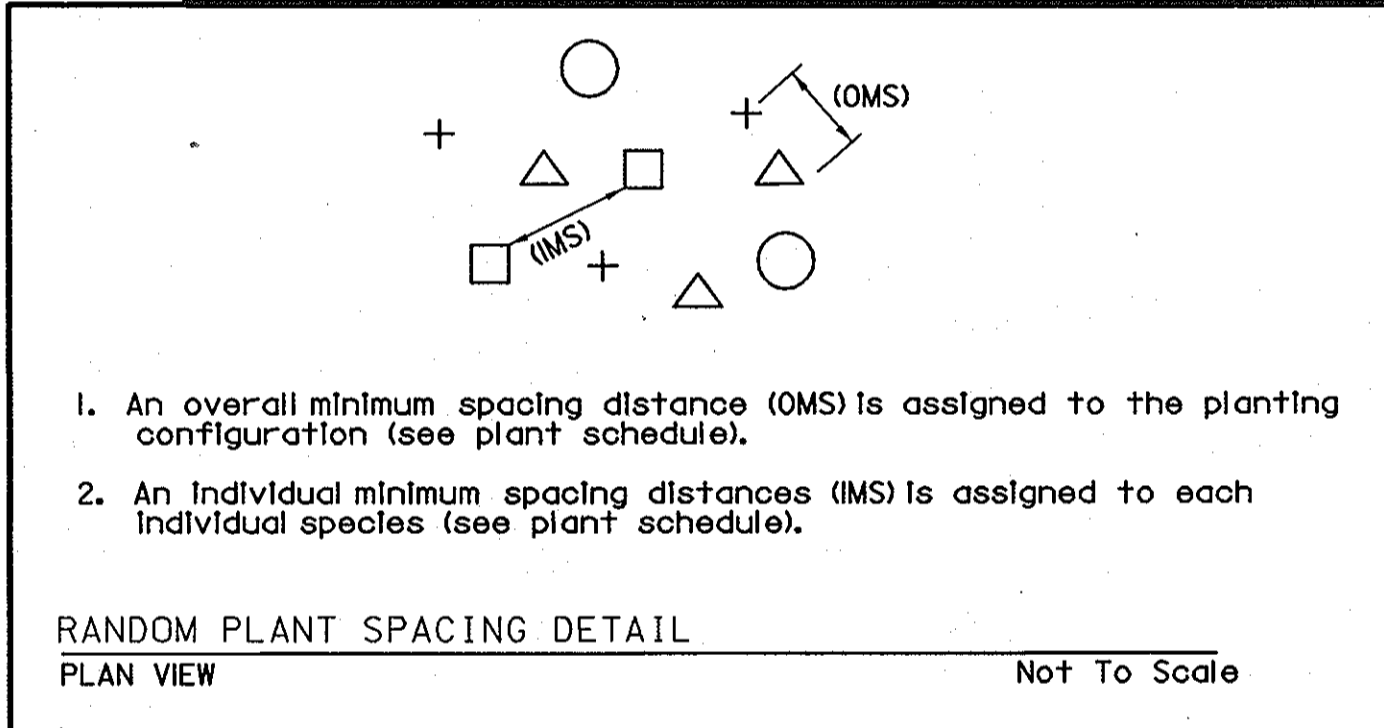 (OMS)
(IMS)
1. An overall minimum spacing distance (OMS) is assigned to the planting
configuration (see plant schedule).
2. An individual minimum spacing distances (IMS) is assigned to each
individual species (see plant schedule).
RANDOM PLANT SPACING DETAIL
PLAN VIEW Not To Scale